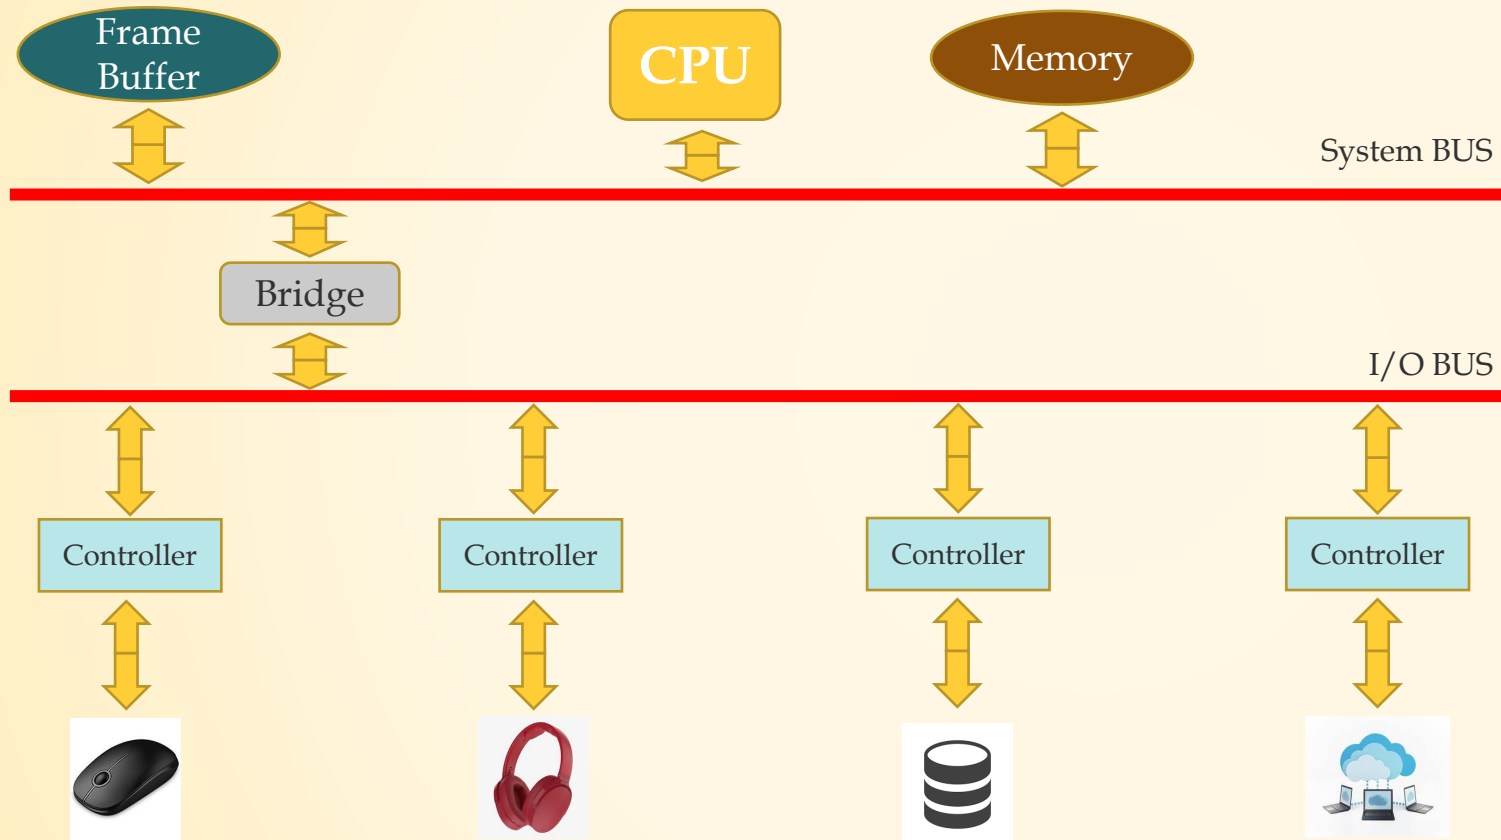 Frame
Buffer
CPU
Memory
System BUS
Bridge
I/O BUS
Controller
Controller
Controller
Controller